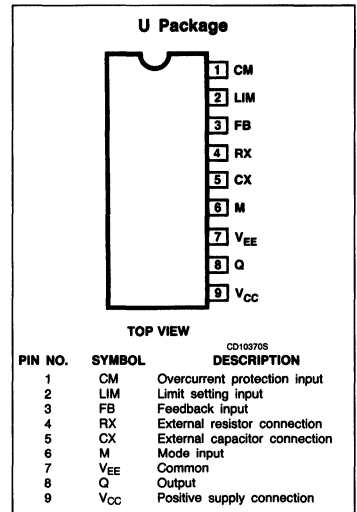 U Package
1 CM
2 LIM
3 FB
4 RX
5 CX
6 M
7 VEE
8 Q
9 VCC
TOP VIEW
CD10370S
PIN NO. SYMBOL DESCRIPTION
1 CM Overcurrent protection input
2 LIM Limit setting input
3 FB Feedback input
4 RX External resistor connection
5 CX External capacitor connection
6 M Mode input
7 VEE Common
8 Q Output
9 VCC Positive supply connection